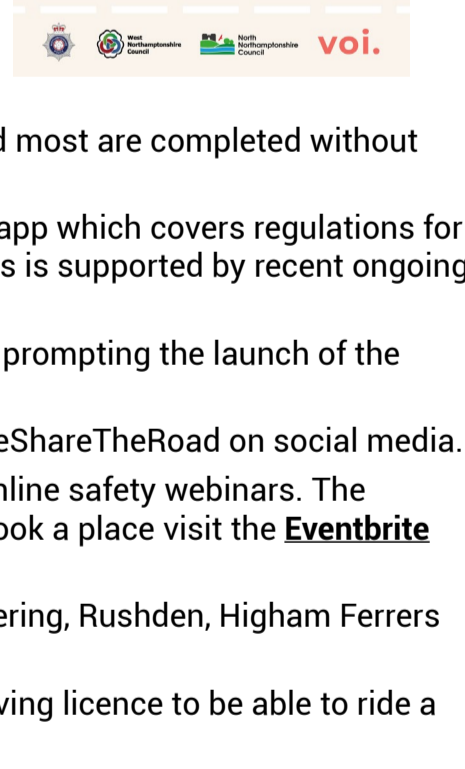 West
Northamptonshire
Council
North
Northamptonshire
Council
voi.
most are completed without
app which covers regulations for
s is supported by recent ongoing
prompting the launch of the
eShareTheRoad on social media.
nline safety webinars. The
ook a place visit the Eventbrite
ering, Rushden, Higham Ferrers
ving licence to be able to ride a